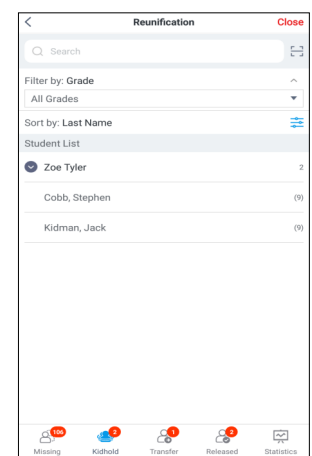 Reunification Close
Search
Filter by: Grade
All Grades
Sort by: Last Name
Student List
Zoe Tyler 2
Cobb, Stephen (9)
Kidman, Jack (9)
106 2 1 2
Missing Kidhold Transfer Released Statistics